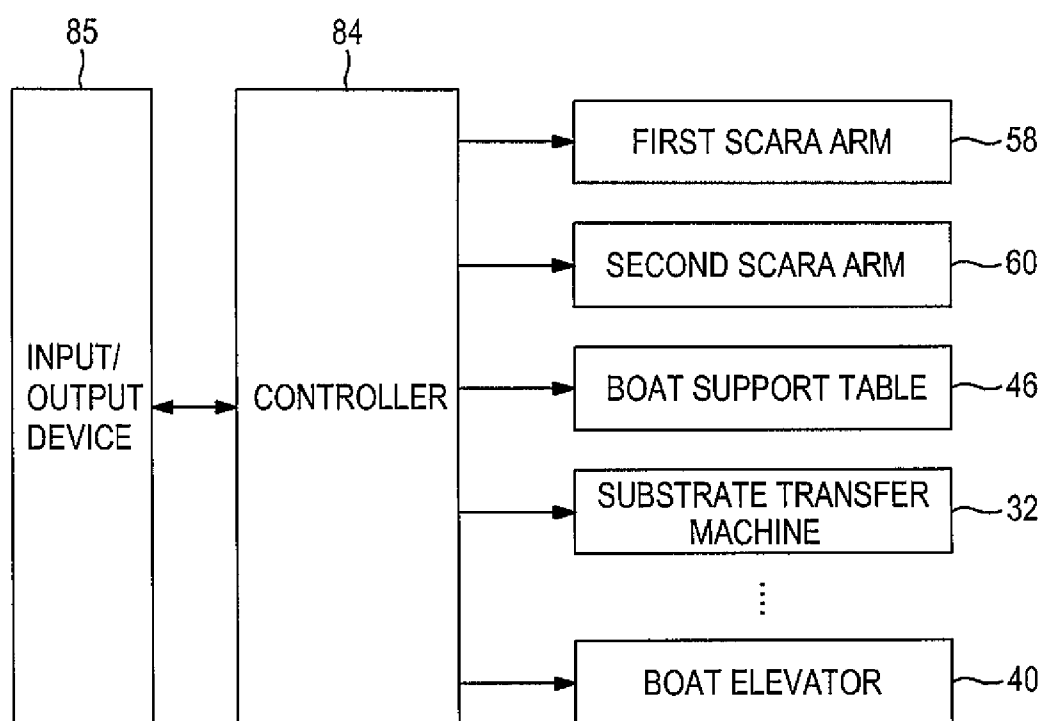 85
84
FIRST SCARA ARM
58
SECOND SCARA ARM
60
INPUT/
OUTPUT
DEVICE
CONTROLLER
BOAT SUPPORT TABLE
46
SUBSTRATE TRANSFER
MACHINE
32
BOAT ELEVATOR
40